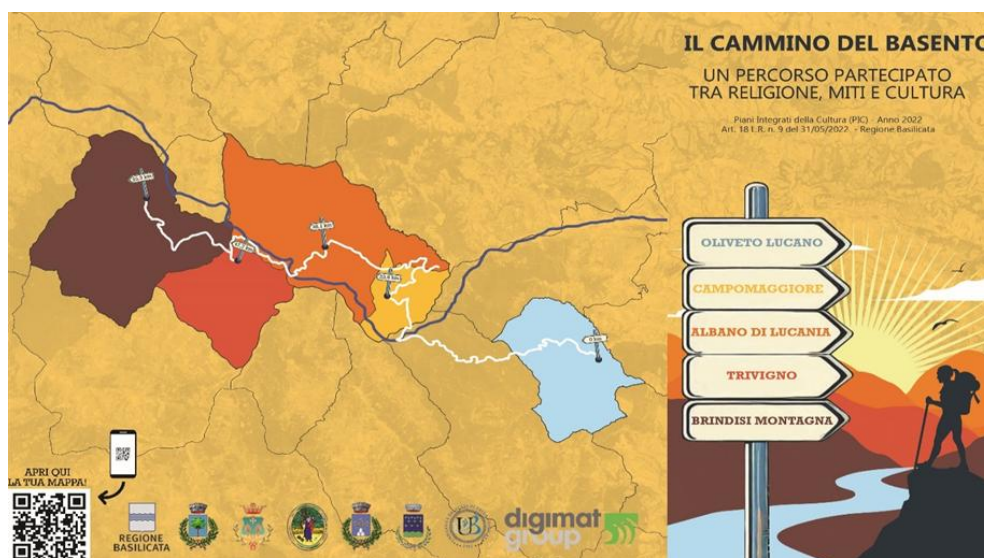 IL CAMMINO DEL BASENTO
UN PERCORSO PARTECIPATO
TRA RELIGIONE, MITI E CULTURA
Piani Integrati della Cultura (PIC) - Anno 2022
Art. 18 L.R. n. 9 del 31/05/2022 - Regione Basilicata
0 km
OLIVETO LUCANO
CAMPOMAGGIORE
ALBANO DI LUCANIA
TRIVIGNO
BRINDISI MONTAGNA
APRI QUI
LA TUA MAPPA!
REGIONE
BASILICATA
digimat
group